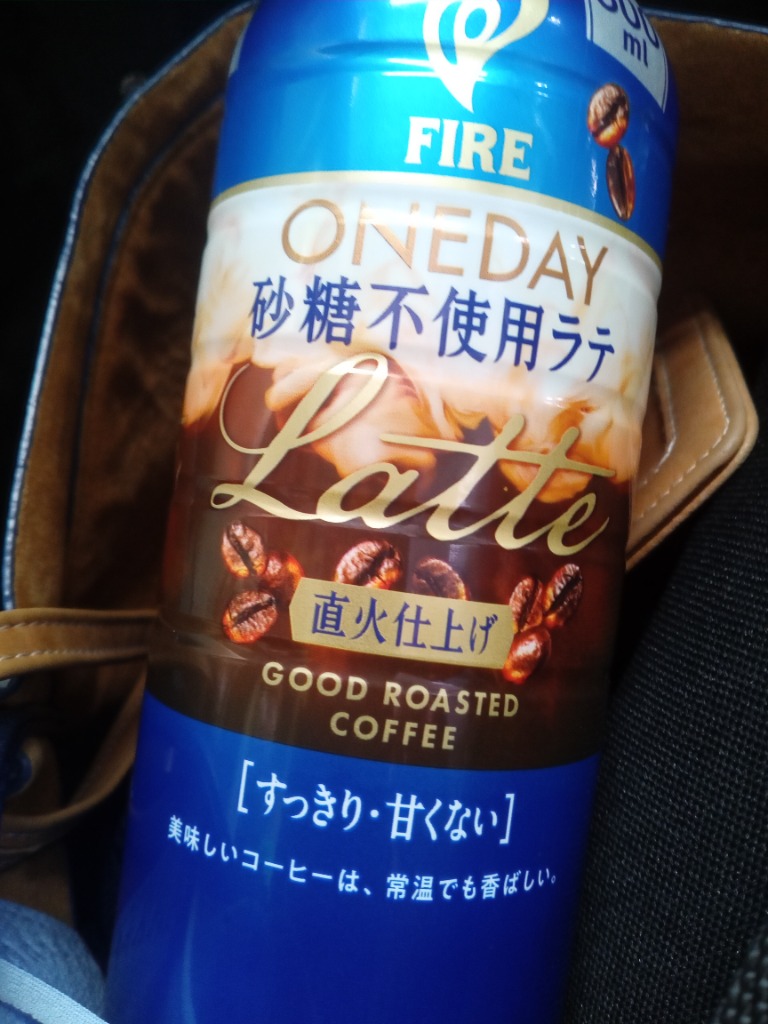 ml
FIRE
ONEDAY
砂糖不使用ラテ
Latte
直火仕上げ
GOOD ROASTED
COFFEE
[すっきり・甘くない]
美味しいコーヒーは、常温でも香ばしい。